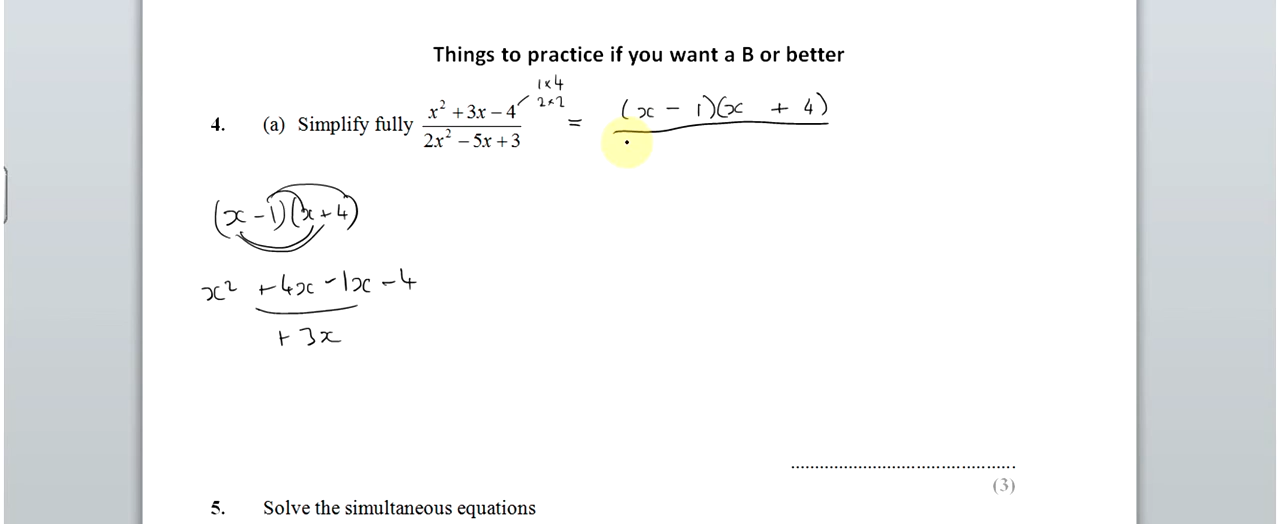 Things to practice if you want a B or better
1×4
2×2
4. (a) Simplify fully (x² + 3x − 4)/(2x² − 5x + 3) = (x − 1)(x + 4)
(x − 1)(x + 4)
x² + 4x − 1x − 4
+ 3x
(3)
5. Solve the simultaneous equations